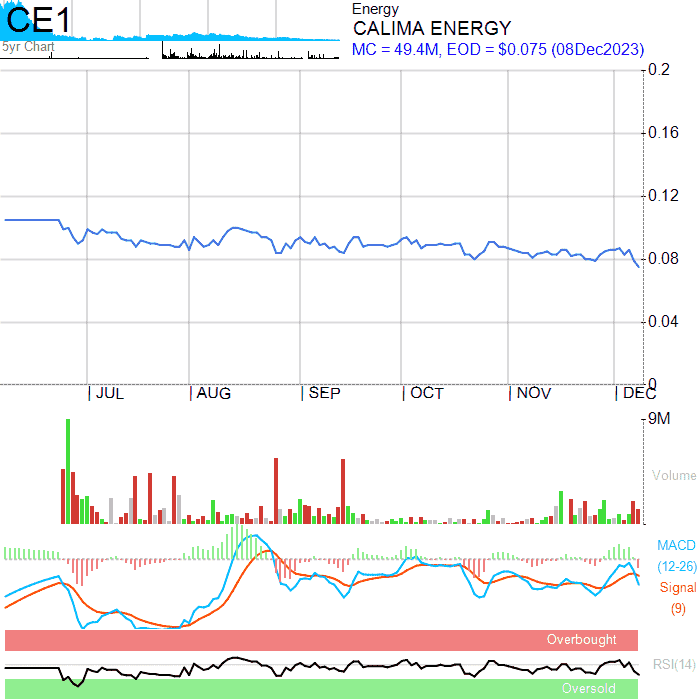 CE1
5yr Chart
Energy
CALIMA ENERGY
MC = 49.4M, EOD = $0.075 (08Dec2023)
0.2
0.16
0.12
0.08
0.04
0
JUL AUG SEP OCT NOV DEC
9M
Volume
MACD
(12-26)
Signal
(9)
Overbought
RSI(14)
Oversold